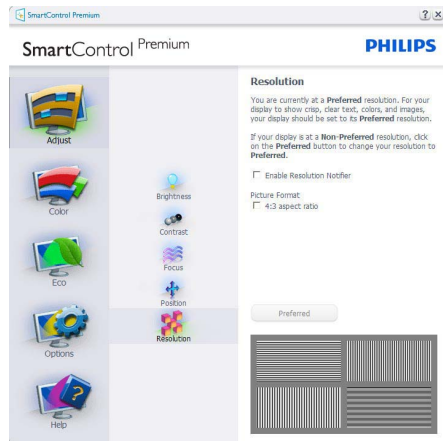 SmartControl Premium
? x
SmartControl Premium
PHILIPS
Adjust
Color
Eco
Options
Help
Brightness
Contrast
Focus
Position
Resolution
Resolution
You are currently at a Preferred resolution. For your
display to show crisp, clear text, colors, and images,
your display should be set to its Preferred resolution.
If your display is at a Non-Preferred resolution, click
on the Preferred button to change your resolution to
Preferred.
Enable Resolution Notifier
Picture Format
4:3 aspect ratio
Preferred